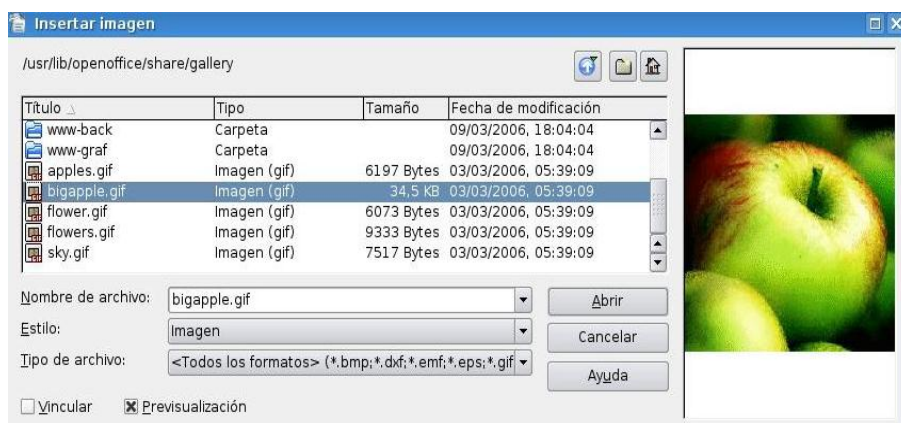 Insertar imagen
/usr/lib/openoffice/share/gallery
Título Tipo Tamaño Fecha de modificación
www-back Carpeta 09/03/2006, 18:04:04
www-graf Carpeta 09/03/2006, 18:04:04
apples.gif Imagen (gif) 6197 Bytes 03/03/2006, 05:39:09
bigapple.gif Imagen (gif) 34,5 KB 03/03/2006, 05:39:09
flower.gif Imagen (gif) 6073 Bytes 03/03/2006, 05:39:09
flowers.gif Imagen (gif) 9333 Bytes 03/03/2006, 05:39:09
sky.gif Imagen (gif) 7517 Bytes 03/03/2006, 05:39:09
Nombre de archivo: bigapple.gif Abrir
Estilo: Imagen Cancelar
Tipo de archivo: <Todos los formatos> (*.bmp;*.dxf;*.emf;*.eps;*.gif Ayuda
Vincular Previsualización